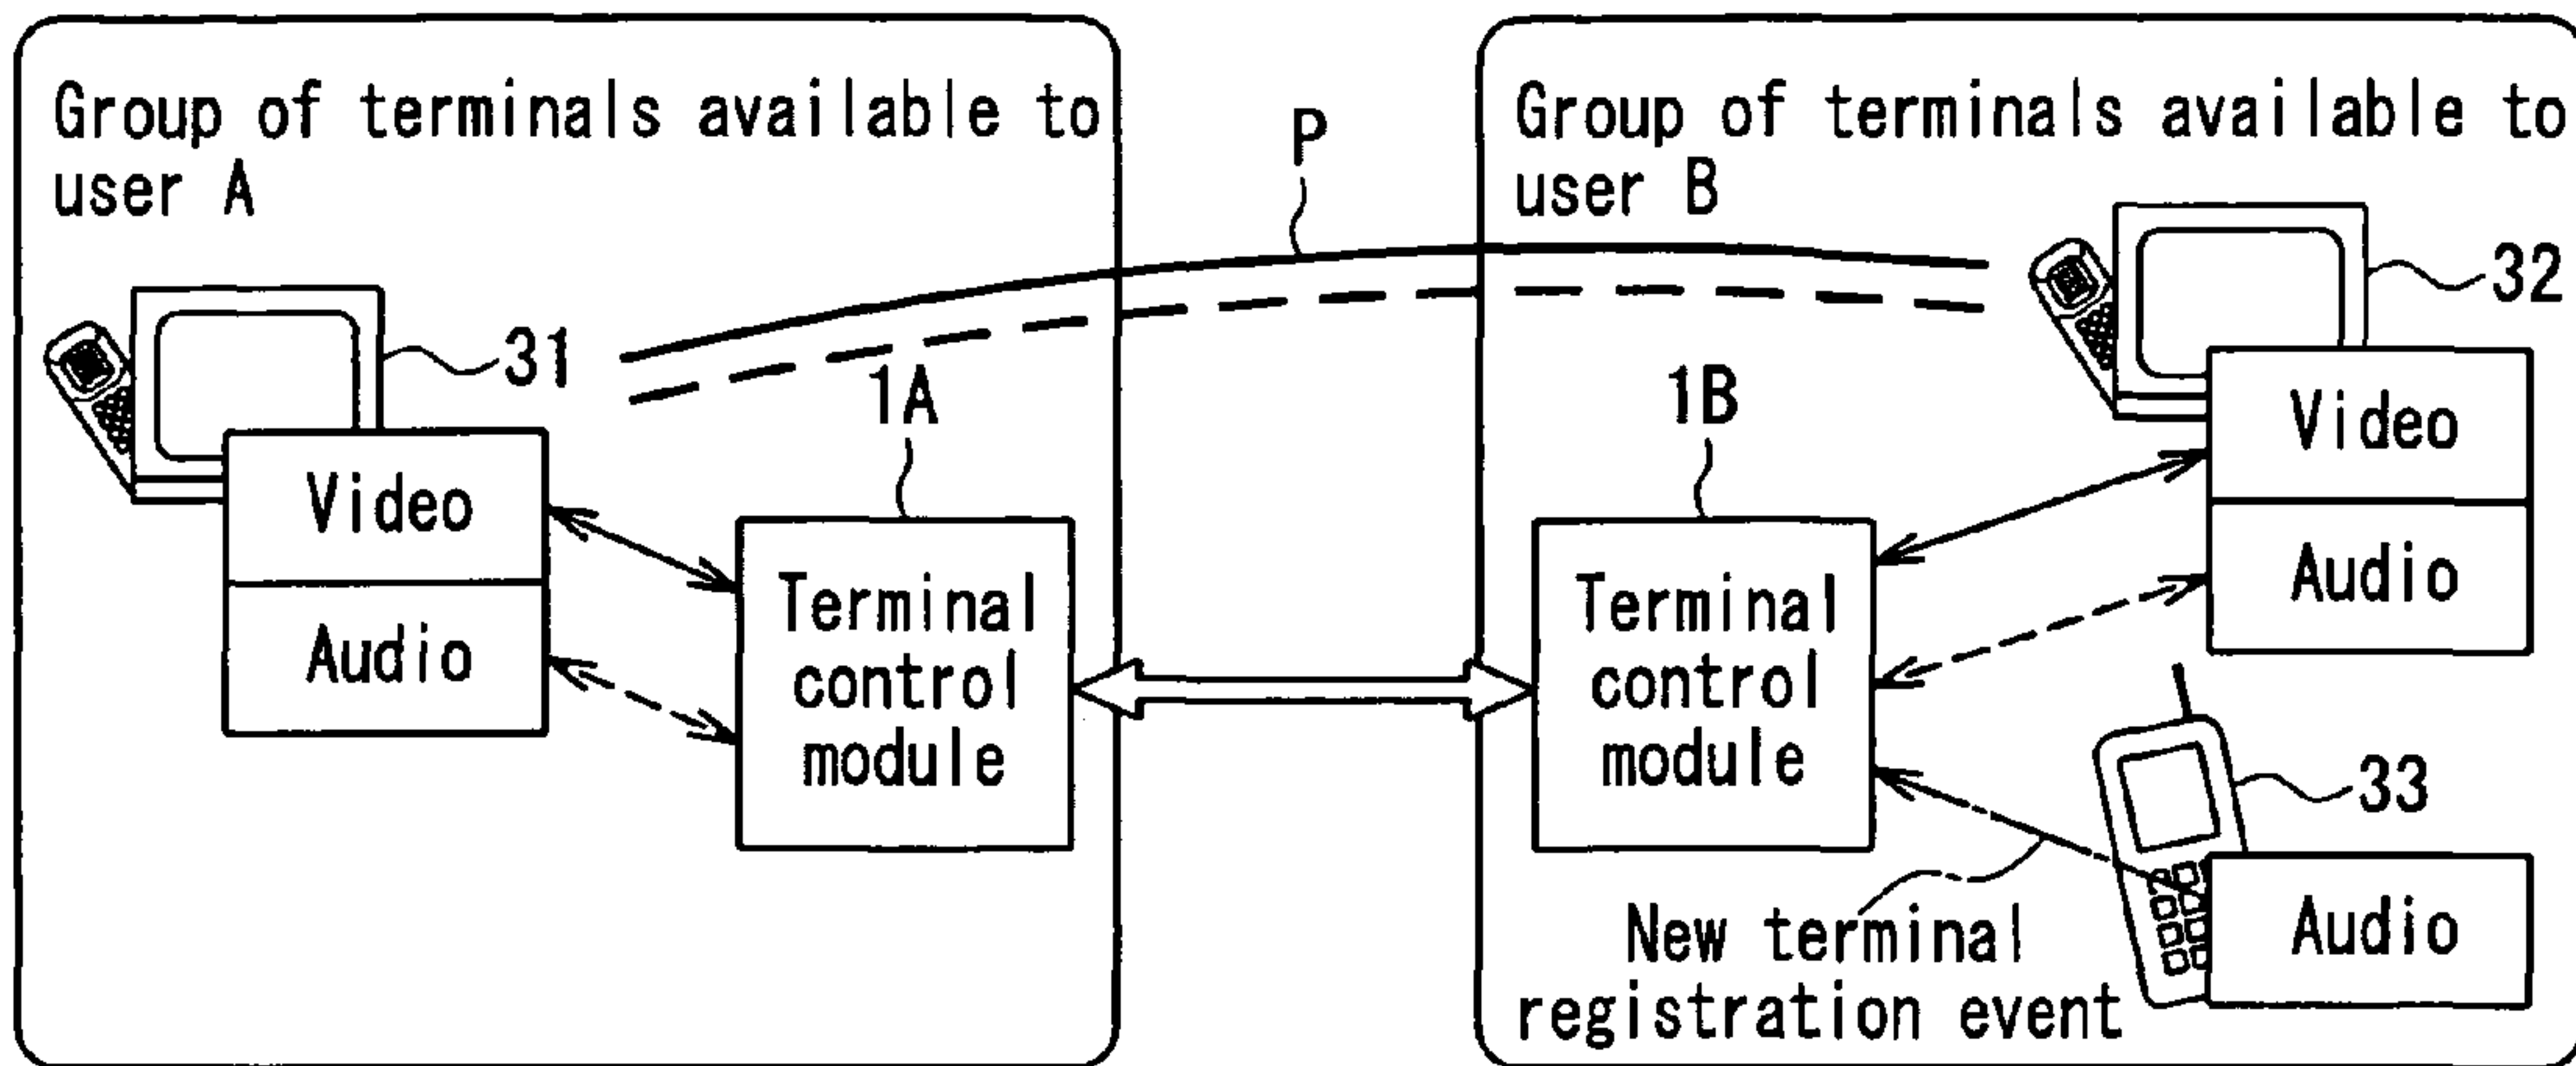 Group of terminals available to
user A
P
Group of terminals available to
user B
31
1A
1B
32
Video
Audio
Terminal
control
module
Terminal
control
module
Video
Audio
33
Audio
New terminal
registration event